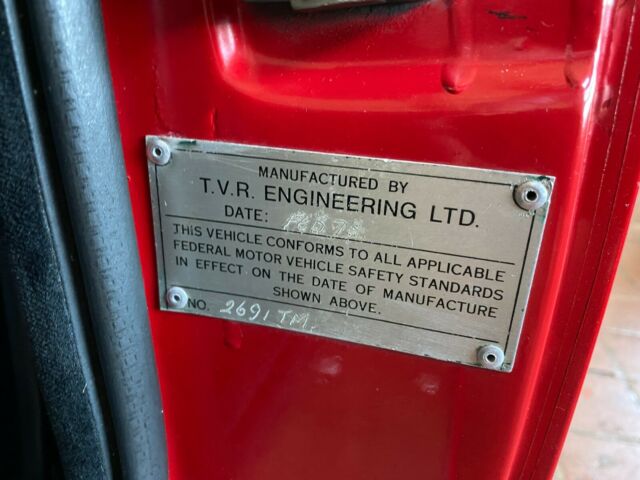 MANUFACTURED BY
T.V.R. ENGINEERING LTD.
DATE:
THIS VEHICLE CONFORMS TO ALL APPLICABLE
FEDERAL MOTOR VEHICLE SAFETY STANDARDS
IN EFFECT ON THE DATE OF MANUFACTURE
SHOWN ABOVE.
NO. 2691 TM.